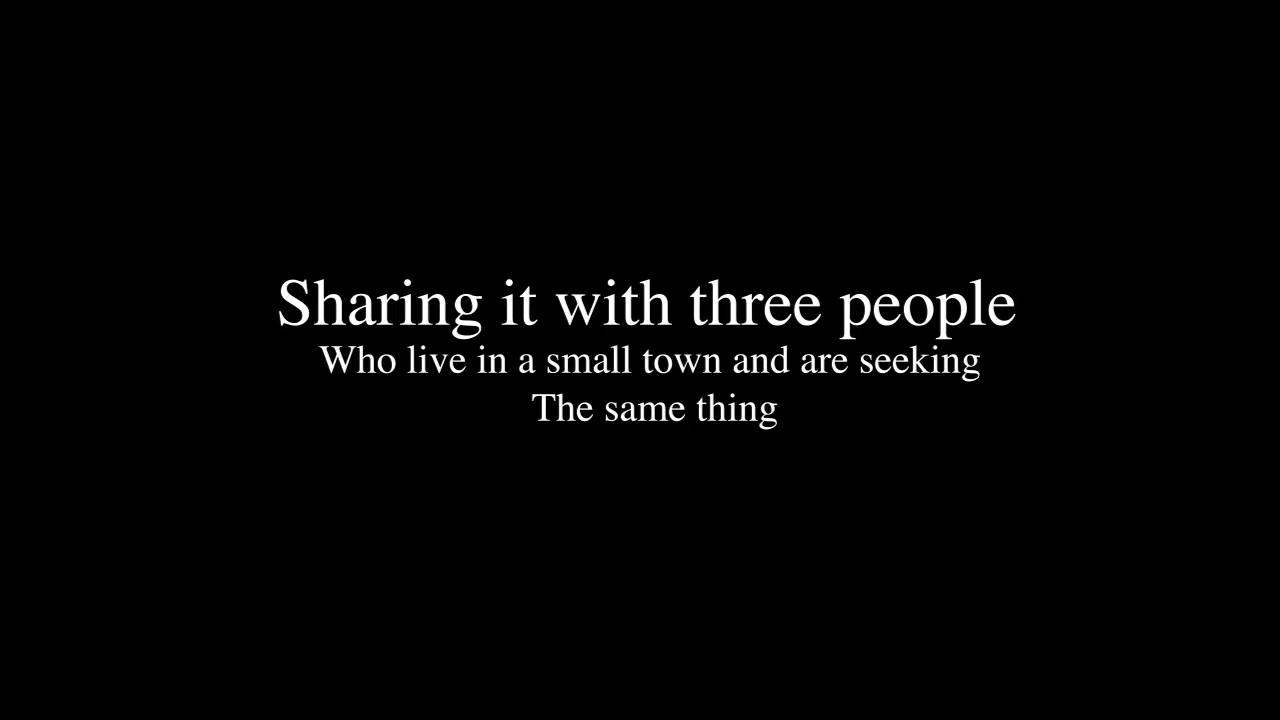 Sharing it with three people
Who live in a small town and are seeking
The same thing